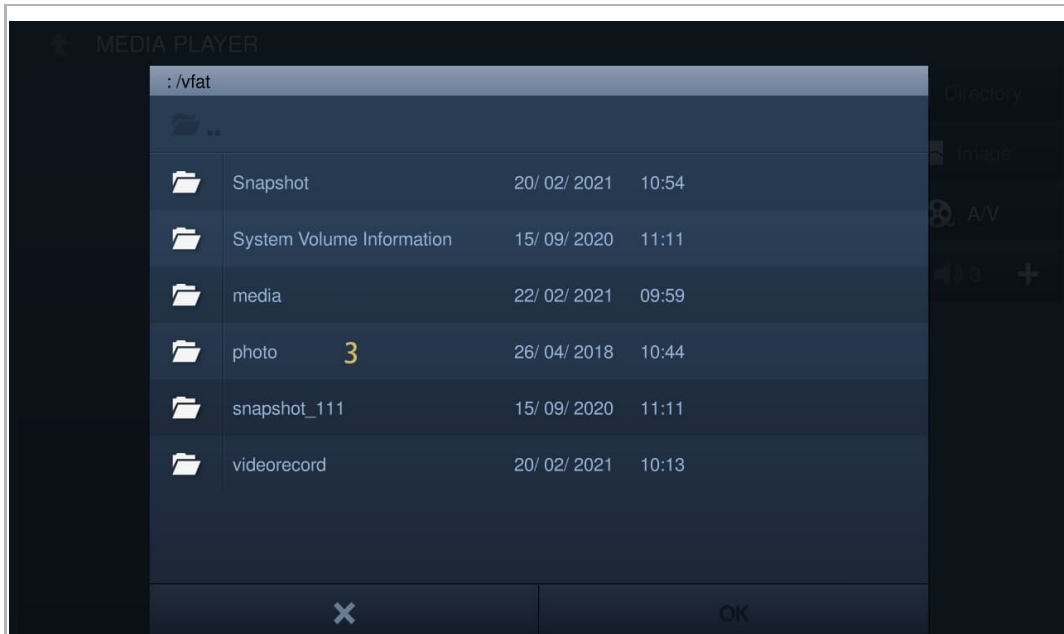 MEDIA PLAYER
: /vfat
Directory
..
Image
Snapshot 20/ 02/ 2021 10:54
A/V
System Volume Information 15/ 09/ 2020 11:11
3
media 22/ 02/ 2021 09:59
photo 3 26/ 04/ 2018 10:44
snapshot_111 15/ 09/ 2020 11:11
videorecord 20/ 02/ 2021 10:13
OK